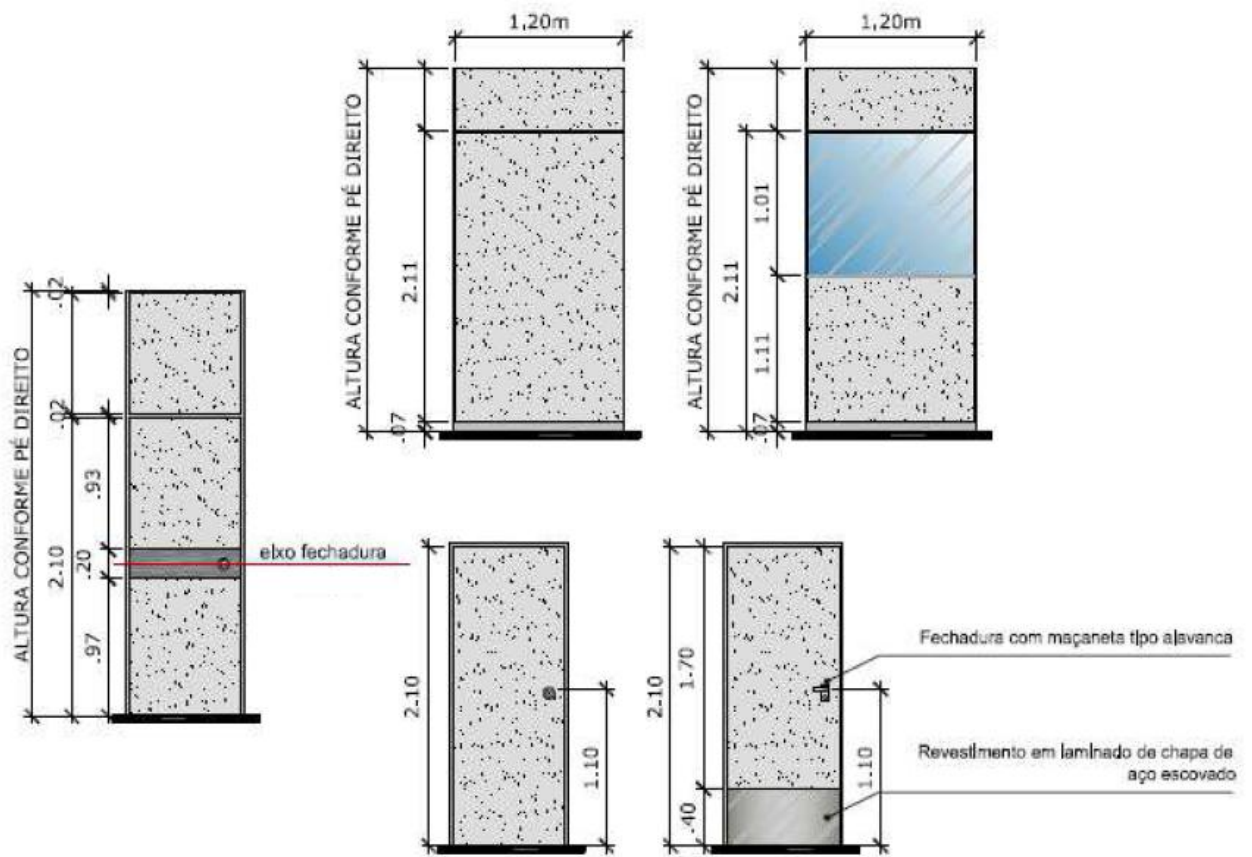 1,20m
ALTURA CONFORME PÉ DIREITO
2.11
.07
1,20m
ALTURA CONFORME PÉ DIREITO
2.11
1.01
1.11
.07
ALTURA CONFORME PÉ DIREITO
.02
.02
2.10
.93
.20
.97
eixo fechadura
2.10
1.10
2.10
1.70
.40
1.10
Fechadura com maçaneta tipo alavanca
Revestimento em laminado de chapa de
aço escovado